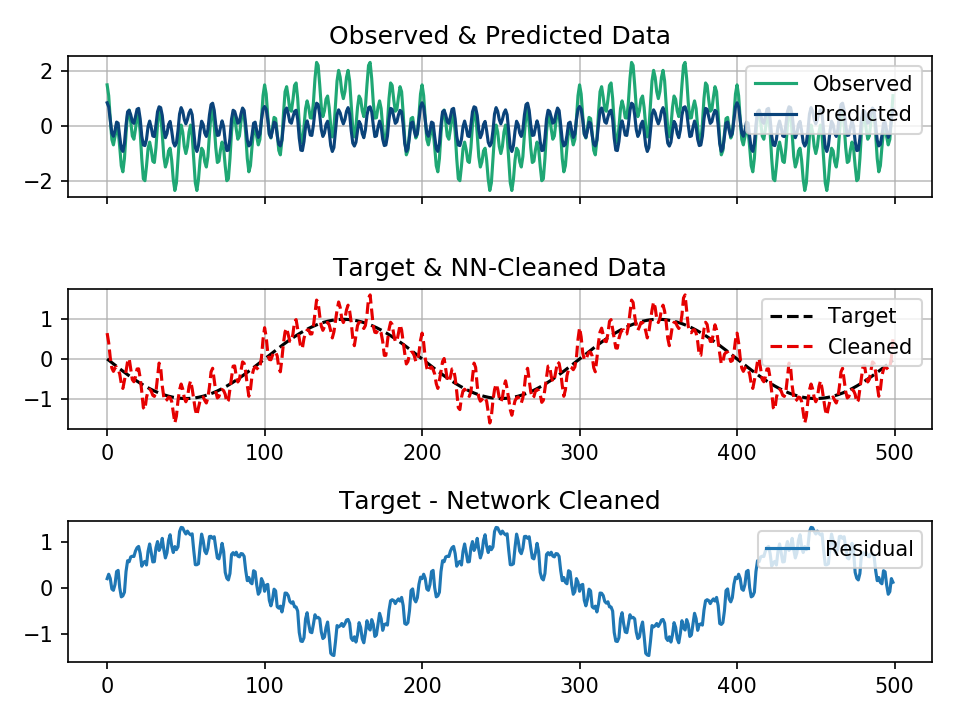 Observed & Predicted Data
2
0
−2
Observed
Predicted
Target & NN-Cleaned Data
1
0
−1
Target
Cleaned
0 100 200 300 400 500
Target - Network Cleaned
1
0
−1
Residual
0 100 200 300 400 500